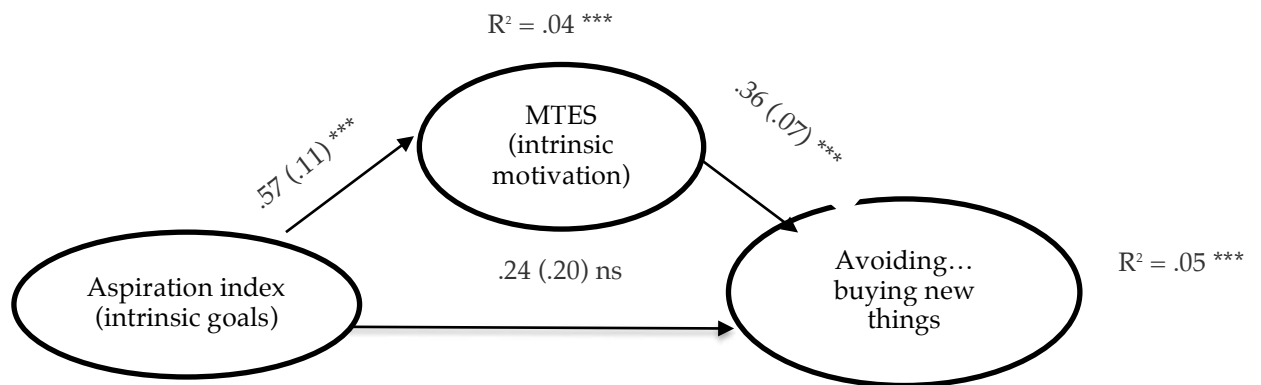 R² = .04 ***
MTES
(intrinsic
motivation)
.57 (.11) ***
.36 (.07) ***
Aspiration index
(intrinsic goals)
.24 (.20) ns
Avoiding…
buying new
things
R² = .05 ***